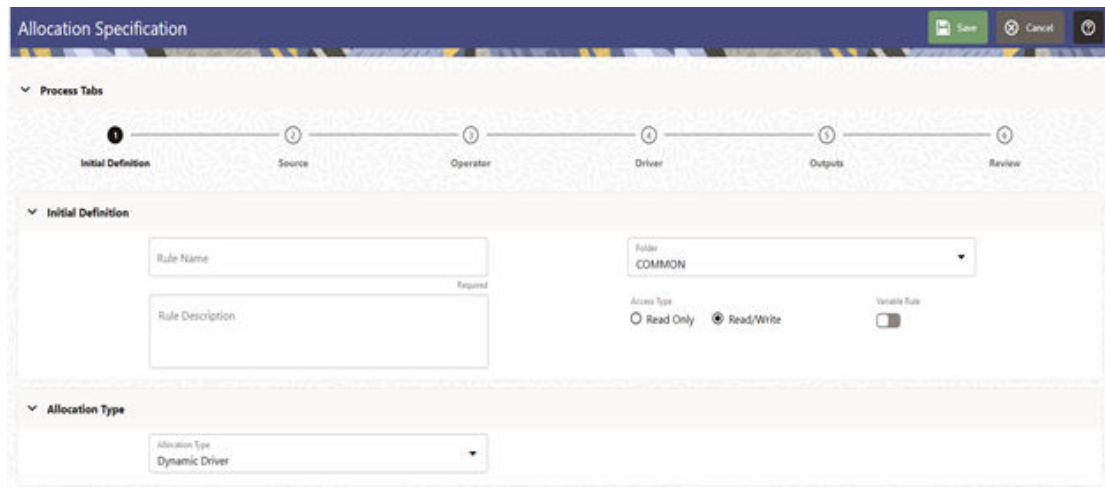 Allocation Specification
Save
Cancel
Process Tabs
1 2 3 4 5 6
Initial Definition Source Operator Driver Outputs Review
Initial Definition
Rule Name
Required
Rule Description
Folder
COMMON
Access Type
Read Only Read/Write
Variable Rule
Allocation Type
Allocation Type
Dynamic Driver